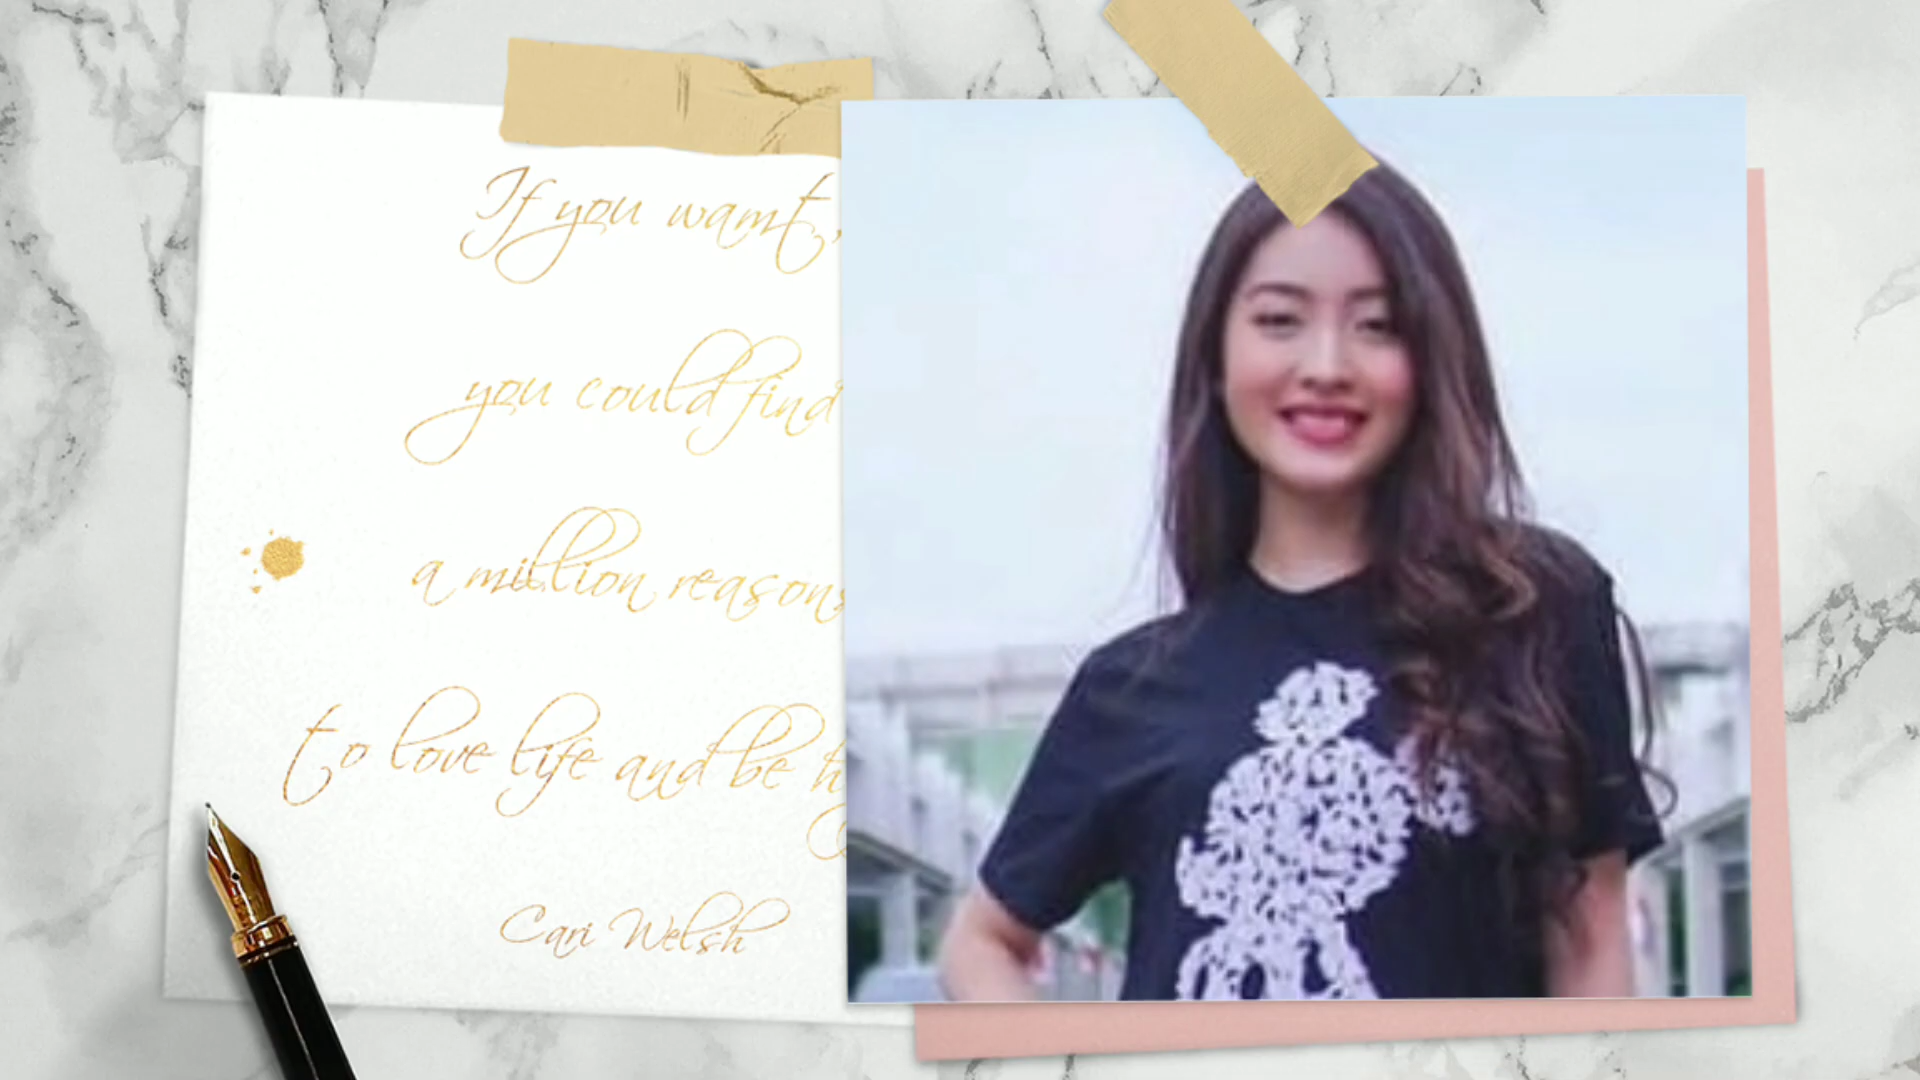 If you wamt,
you could find
a million reasons
to love life and be h
Cari Welsh